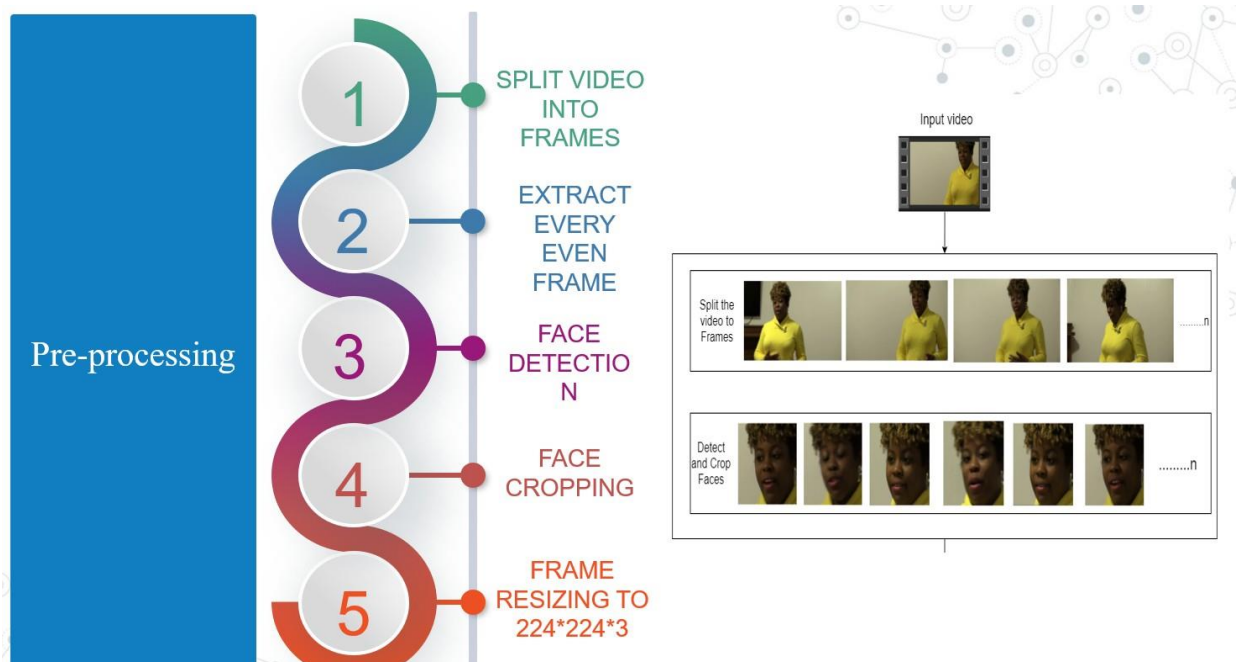 Pre-processing
1
SPLIT VIDEO
INTO
FRAMES
2
EXTRACT
EVERY
EVEN
FRAME
3
FACE
DETECTIO
N
4
FACE
CROPPING
5
FRAME
RESIZING TO
224*224*3
Input video
Split the
video to
Frames
.........n
Detect
and Crop
Faces
.........n